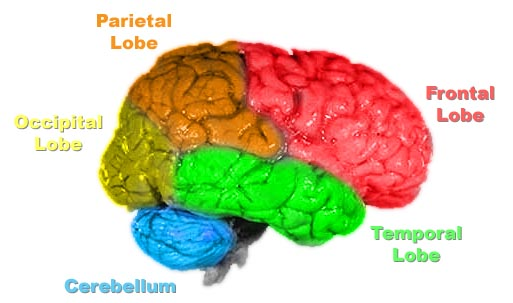 Parietal
Lobe
Frontal
Lobe
Occipital
Lobe
Temporal
Lobe
Cerebellum